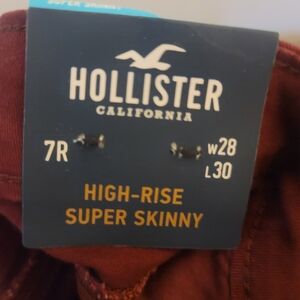 SUPER SKINNY
HOLLISTER
CALIFORNIA
7R
W28
L30
HIGH-RISE
SUPER SKINNY